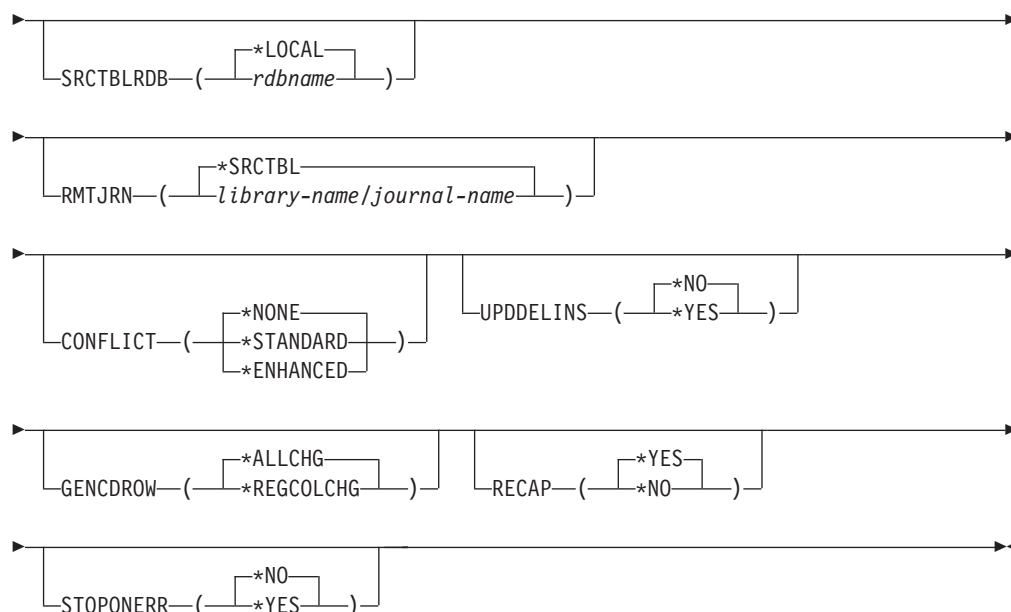 *LOCAL
SRCTBLRDB ( rdbname )
*SRCTBL
RMTJRN ( library-name/journal-name )
*NONE *NO
CONFLICT ( *STANDARD ) UPDDELINS ( *YES )
*ENHANCED
*ALLCHG *YES
GENCDROW ( *REGCOLCHG ) RECAP ( *NO )
*NO
STOPONERR ( *YES )